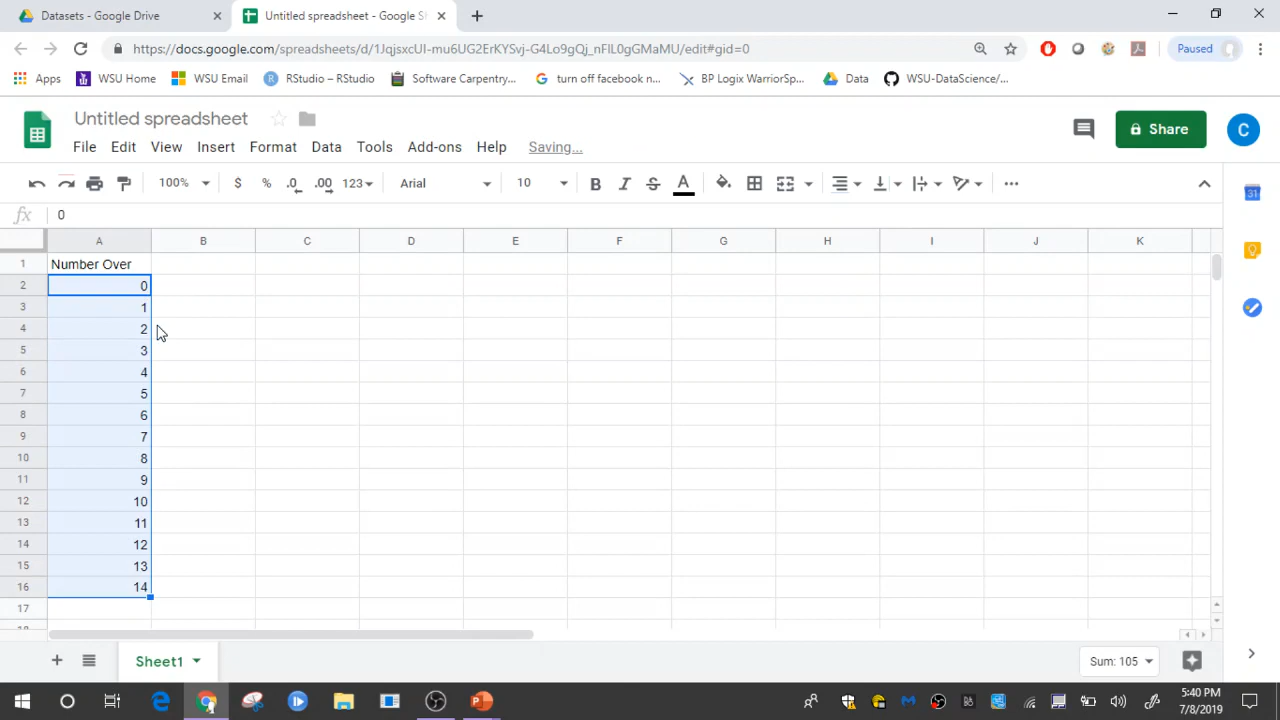 Datasets - Google Drive
Untitled spreadsheet - Google Sh
https://docs.google.com/spreadsheets/d/1JqjsxcUI-mu6UG2ErKYSvj-G4Lo9gQj_nFIL0gGMaMU/edit#gid=0
Paused
Apps
WSU Home
WSU Email
RStudio – RStudio
Software Carpentry...
turn off facebook n...
BP Logix WarriorSp...
Data
WSU-DataScience/...
Untitled spreadsheet
File Edit View Insert Format Data Tools Add-ons Help Saving...
Share
C
100% $ % .0 .00 123 Arial 10 B I S A ...
31
fx 0
A B C D E F G H I J K
1 Number Over
2 0
3 1
4 2
5 3
6 4
7 5
8 6
9 7
10 8
11 9
12 10
13 11
14 12
15 13
16 14
17
Sheet1
Sum: 105
5:40 PM
7/8/2019